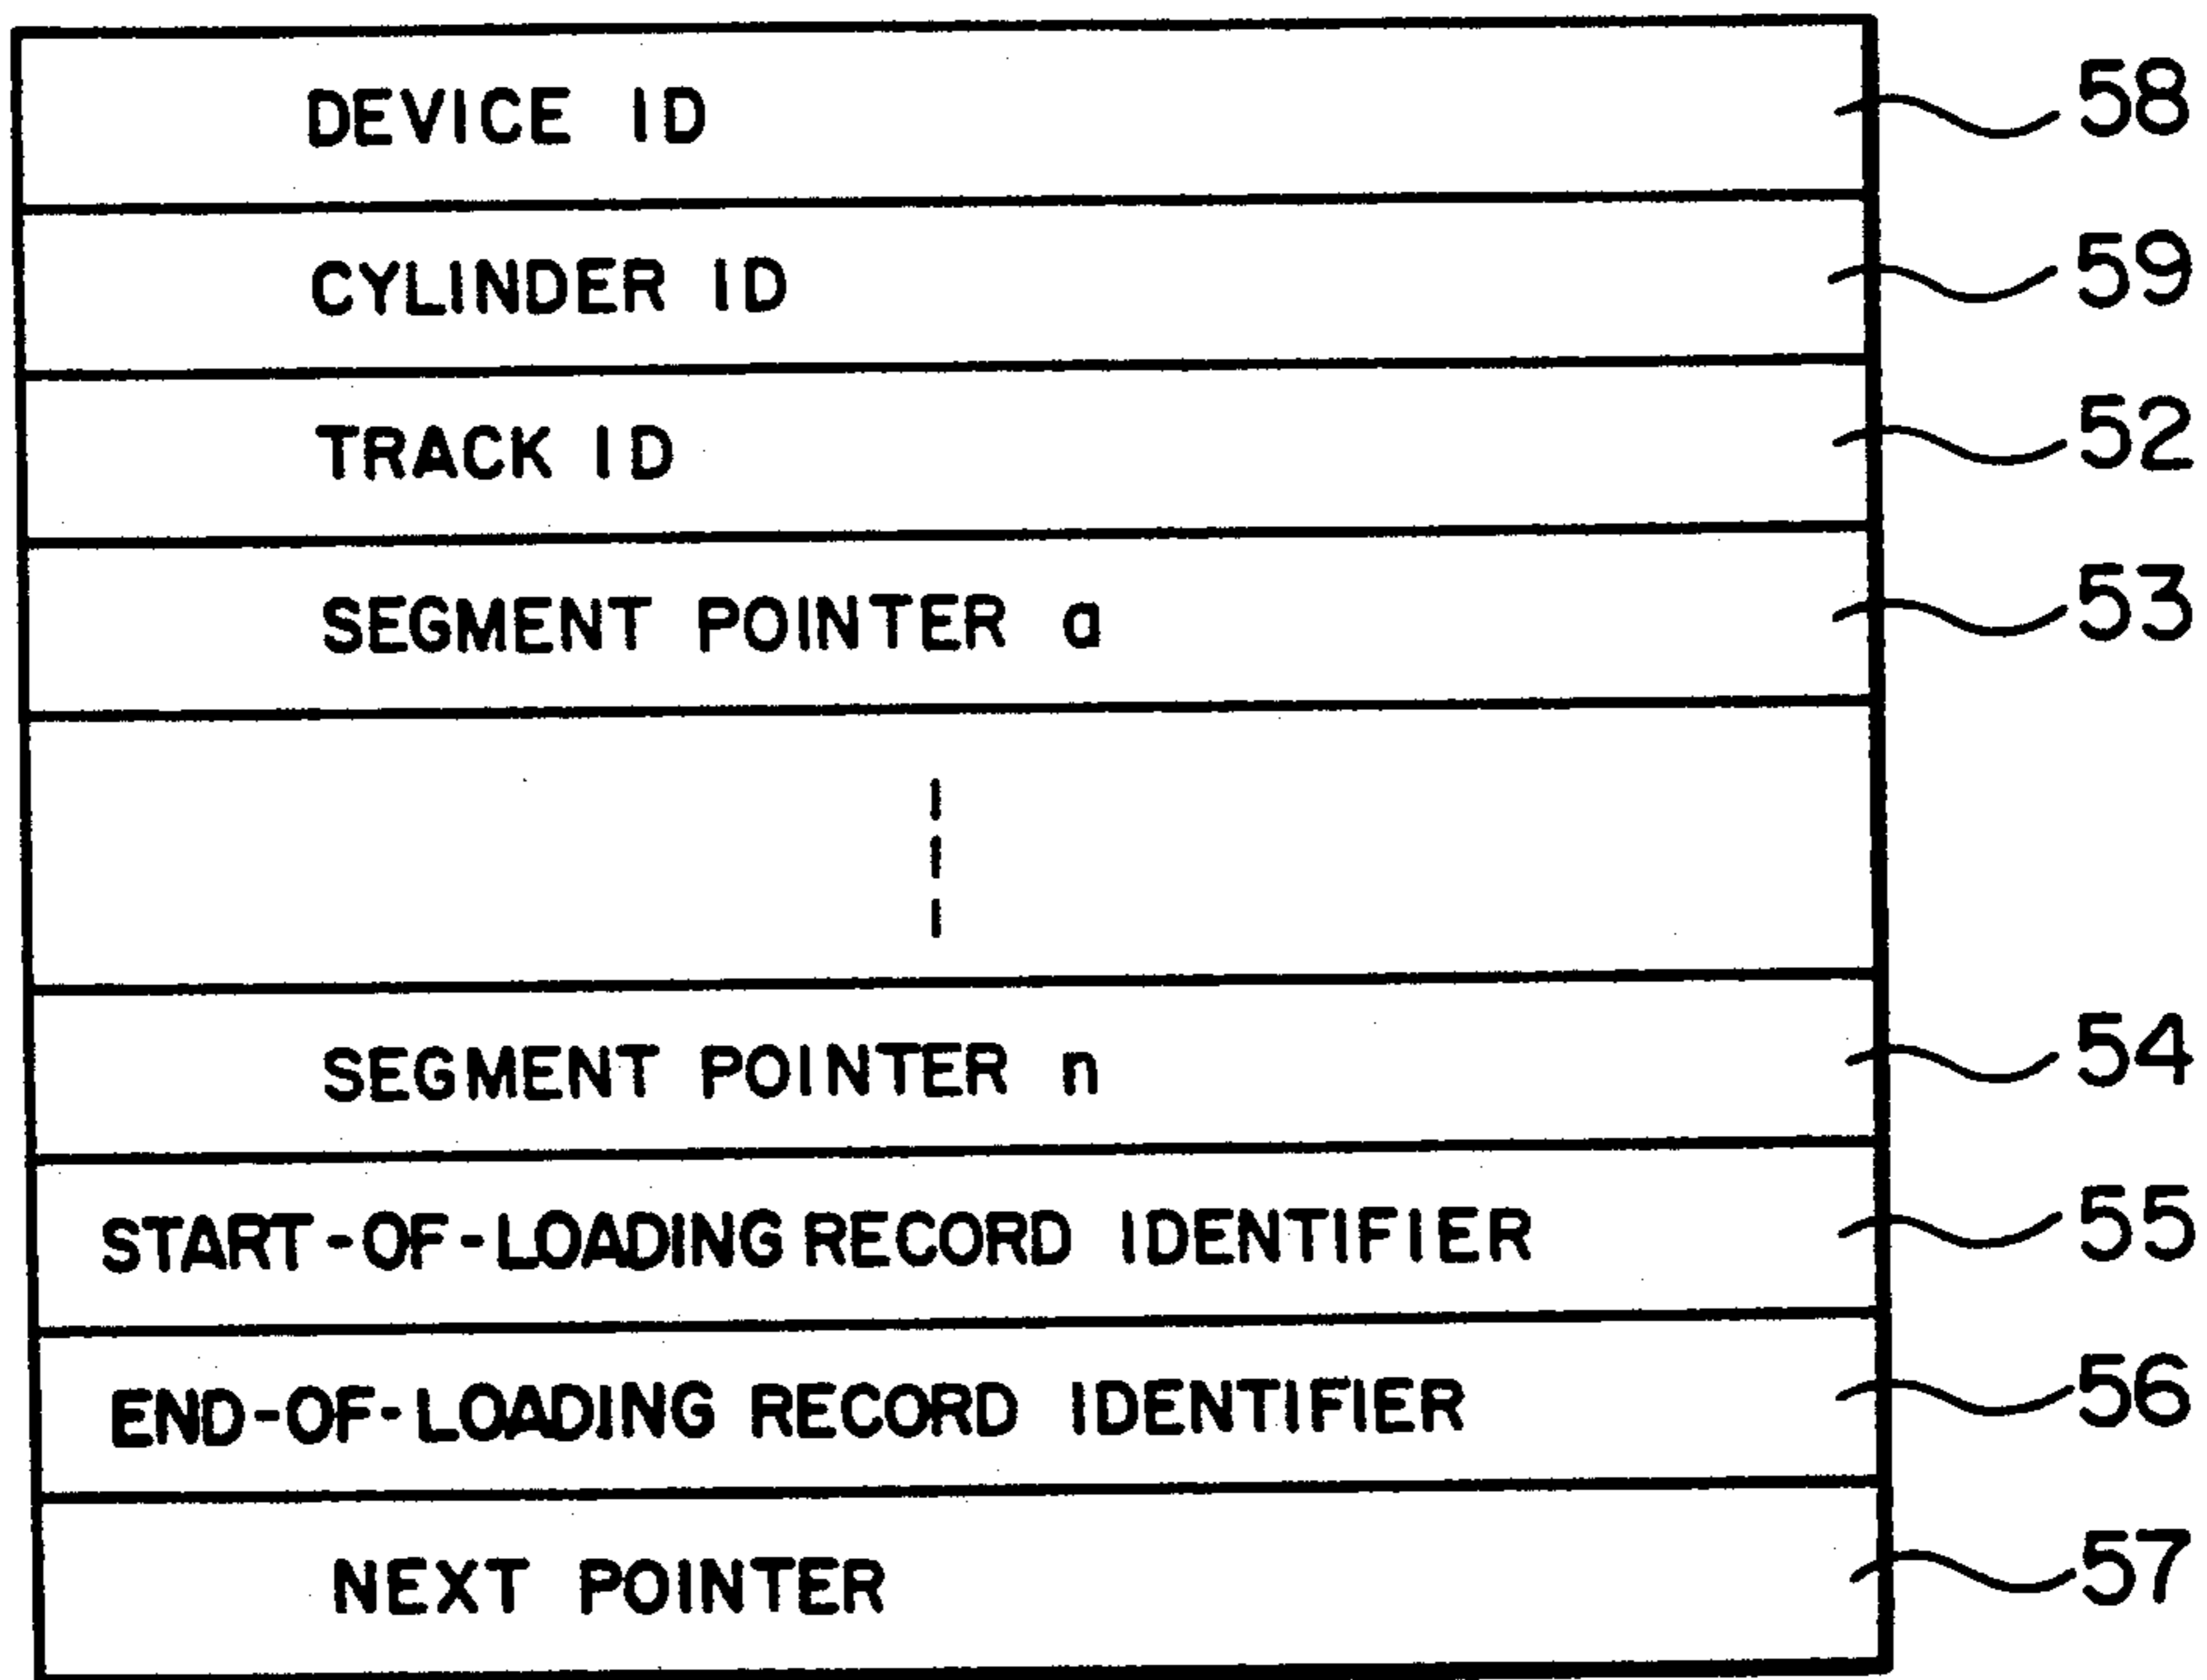 DEVICE ID 58
CYLINDER ID 59
TRACK ID 52
SEGMENT POINTER a 53
SEGMENT POINTER n 54
START-OF-LOADING RECORD IDENTIFIER 55
END-OF-LOADING RECORD IDENTIFIER 56
NEXT POINTER 57